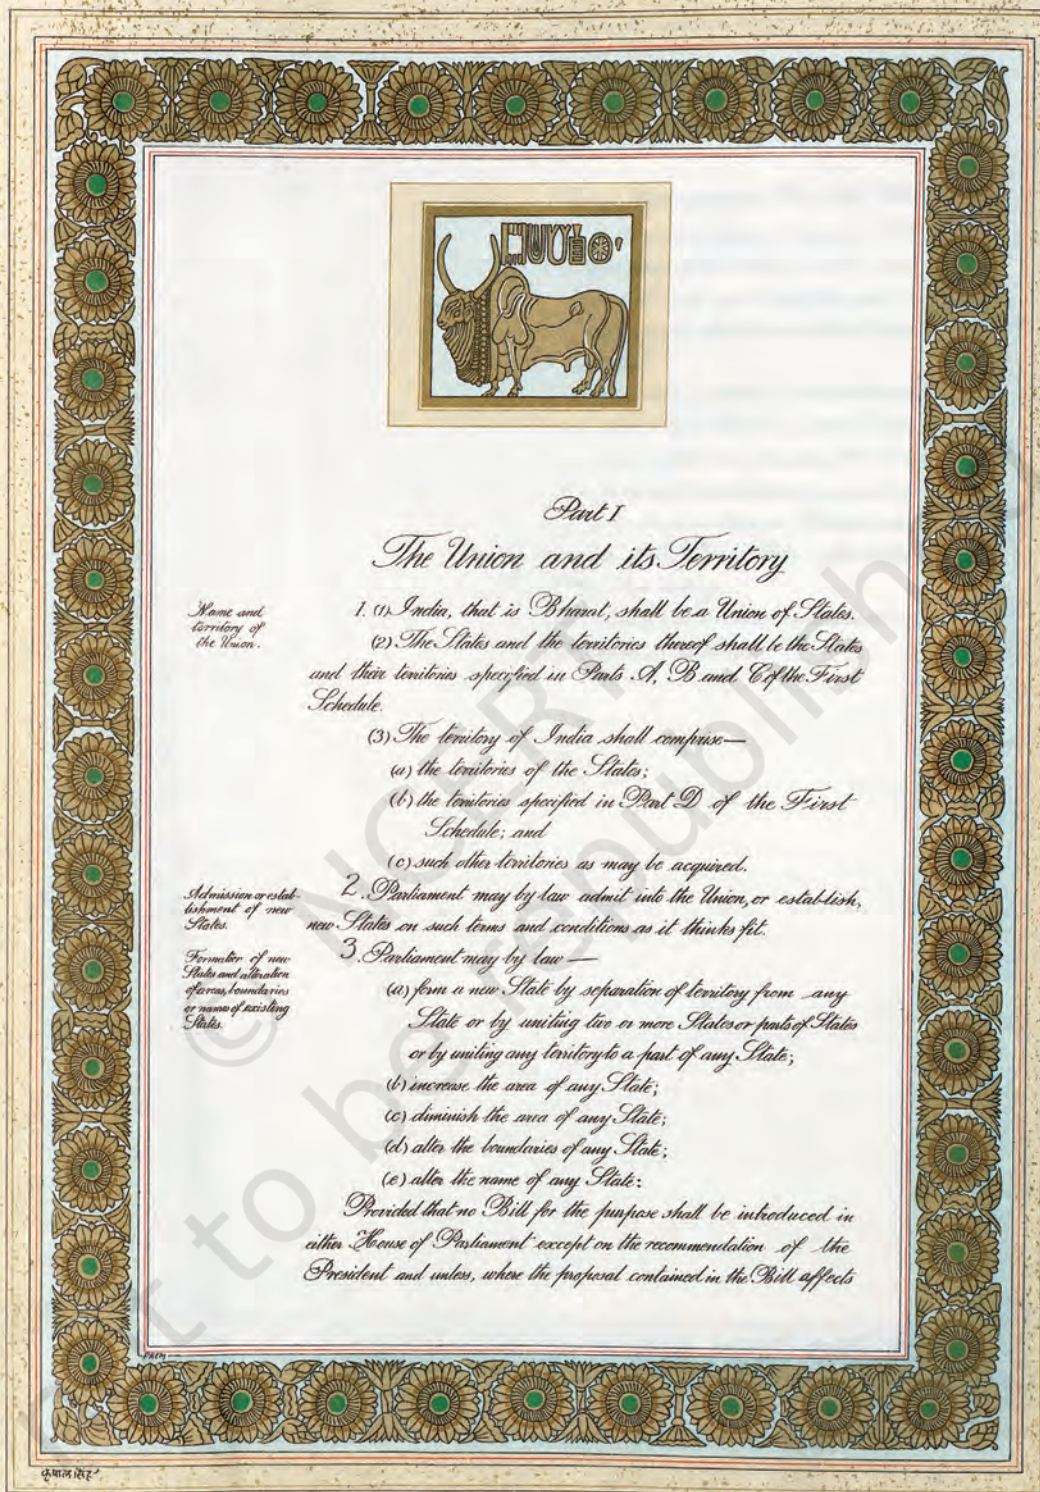 Part I
The Union and its Territory
Name and
territory of
the Union.
1. (1) India, that is Bharat, shall be a Union of States.
(2) The States and the territories thereof shall be the States
and their territories specified in Parts A, B and C of the First
Schedule.
(3) The territory of India shall comprise—
(a) the territories of the States;
(b) the territories specified in Part D of the First
Schedule; and
(c) such other territories as may be acquired.
Admission or estab-
lishment of new
States.
2. Parliament may by law admit into the Union, or establish,
new States on such terms and conditions as it thinks fit.
Formation of new
States and alteration
of areas, boundaries
or names of existing
States.
3. Parliament may by law—
(a) form a new State by separation of territory from any
State or by uniting two or more States or parts of States
or by uniting any territory to a part of any State;
(b) increase the area of any State;
(c) diminish the area of any State;
(d) alter the boundaries of any State;
(e) alter the name of any State:
Provided that no Bill for the purpose shall be introduced in
either House of Parliament except on the recommendation of the
President and unless, where the proposal contained in the Bill affects
PREM
कृपाल सिंह
© NCERT
not to be republished